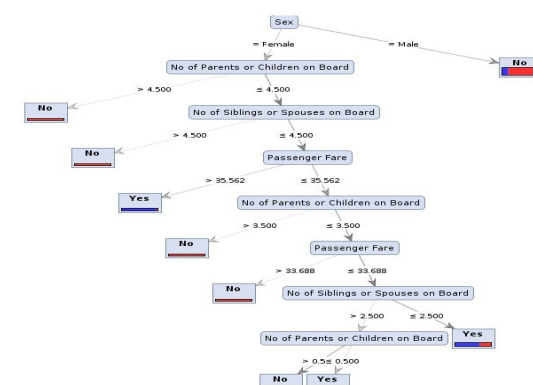 Sex
= Female
= Male
No of Parents or Children on Board
No
> 4.500
≤ 4.500
No
No of Siblings or Spouses on Board
> 4.500
≤ 4.500
No
Passenger Fare
> 35.562
≤ 35.562
Yes
No of Parents or Children on Board
> 3.500
≤ 3.500
No
Passenger Fare
> 33.688
≤ 33.688
No
No of Siblings or Spouses on Board
> 2.500
≤ 2.500
No of Parents or Children on Board
Yes
> 0.5
≤ 0.500
No
Yes